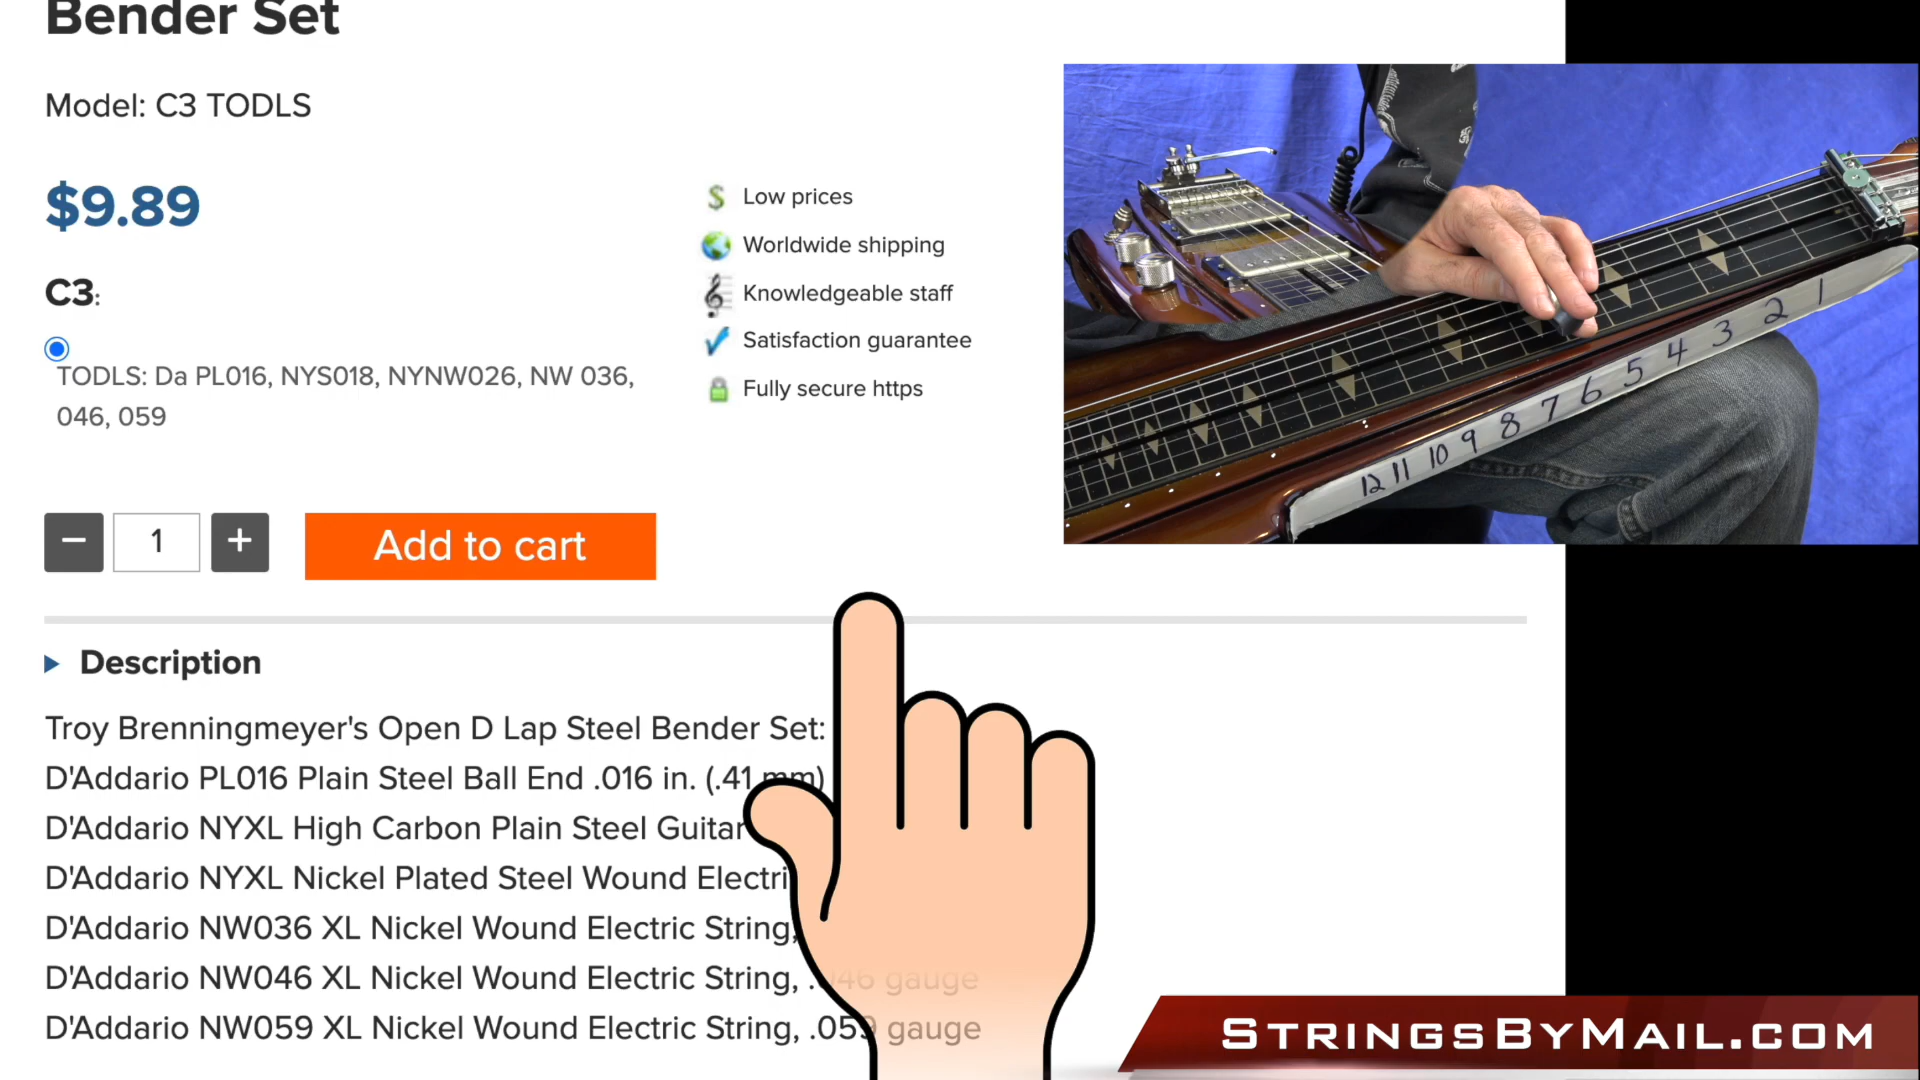 Bender Set
Model: C3 TODLS
$9.89
C3:
TODLS: Da PL016, NYS018, NYNW026, NW 036,
046, 059
Low prices
Worldwide shipping
Knowledgeable staff
Satisfaction guarantee
Fully secure https
− 1 + Add to cart
Description
Troy Brenningmeyer's Open D Lap Steel Bender Set:
D'Addario PL016 Plain Steel Ball End .016 in. (.41 mm)
D'Addario NYXL High Carbon Plain Steel Guitar
D'Addario NYXL Nickel Plated Steel Wound Electri
D'Addario NW036 XL Nickel Wound Electric String,
D'Addario NW046 XL Nickel Wound Electric String, .046 gauge
D'Addario NW059 XL Nickel Wound Electric String, .059 gauge
12 11 10 9 8 7 6 5 4 3 2 1
STRINGSBYMAIL.COM